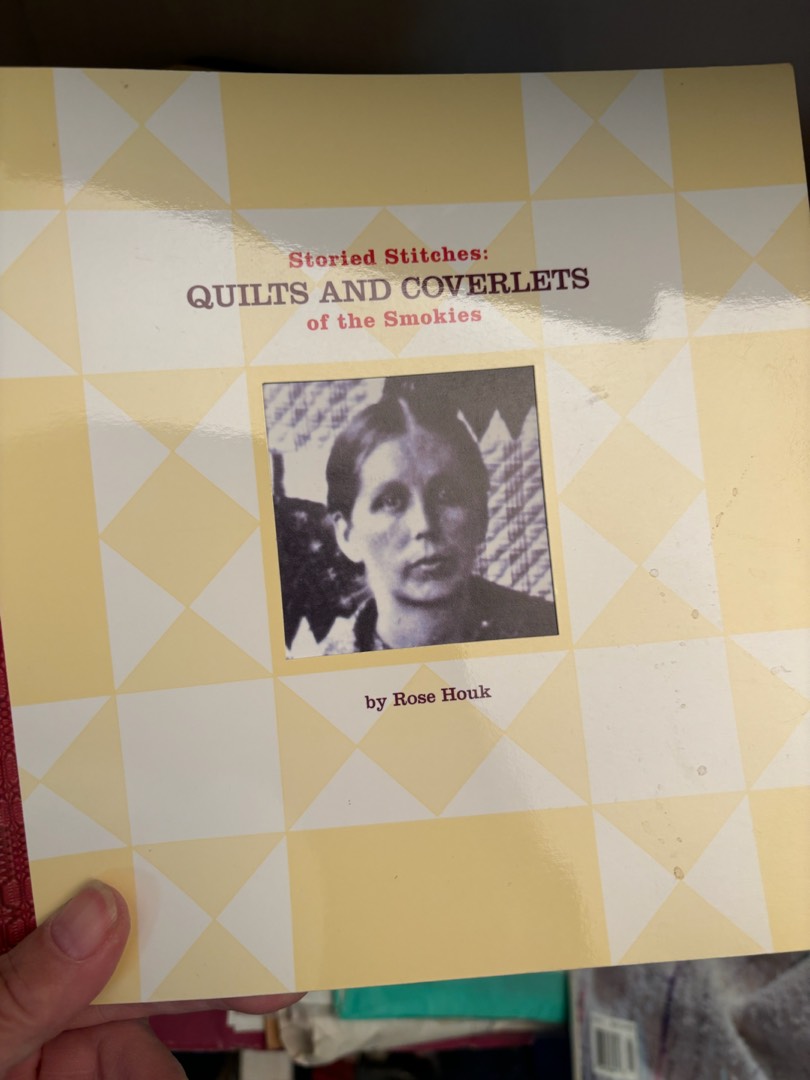 Storied Stitches:
QUILTS AND COVERLETS
of the Smokies
by Rose Houk